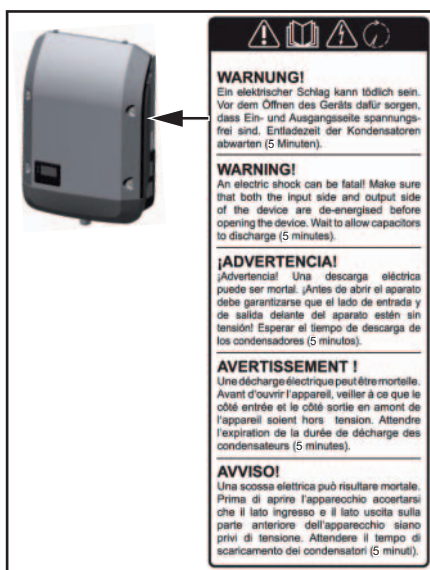 WARNUNG!
Ein elektrischer Schlag kann tödlich sein.
Vor dem Öffnen des Geräts dafür sorgen,
dass Ein- und Ausgangsseite spannungs-
frei sind. Entladezeit der Kondensatoren
abwarten (5 Minuten).
WARNING!
An electric shock can be fatal! Make sure
that both the input side and output side
of the device are de-energised before
opening the device. Wait to allow capacitors
to discharge (5 minutes).
¡ADVERTENCIA!
¡Advertencia! Una descarga eléctrica
puede ser mortal. ¡Antes de abrir el aparato
debe garantizarse que el lado de entrada y
de salida delante del aparato estén sin
tensión! Esperar el tiempo de descarga de
los condensadores (5 minutos).
AVERTISSEMENT !
Une décharge électrique peut être mortelle.
Avant d'ouvrir l'appareil, veiller à ce que le
côté entrée et le côté sortie en amont de
l'appareil soient hors tension. Attendre
l'expiration de la durée de décharge des
condensateurs (5 minutes).
AVVISO!
Una scossa elettrica può risultare mortale.
Prima di aprire l'apparecchio accertarsi
che il lato ingresso e il lato uscita sulla
parte anteriore dell'apparecchio siano
privi di tensione. Attendere il tempo di
scaricamento dei condensatori (5 minuti).